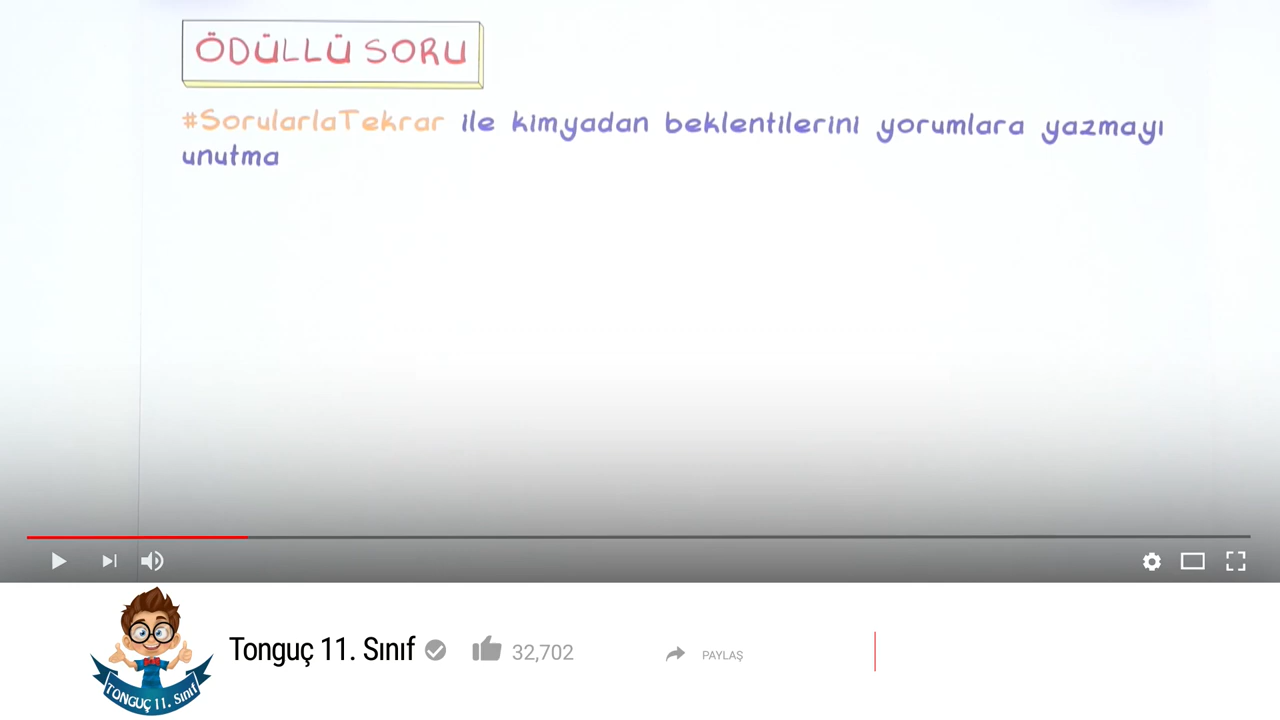 ÖDÜLLÜ SORU
#SorularlaTekrar ile kimyadan beklentilerini yorumlara yazmayı
unutma
Tonguç 11. Sınıf 32,702 PAYLAŞ
TONGUÇ 11. Sınıf